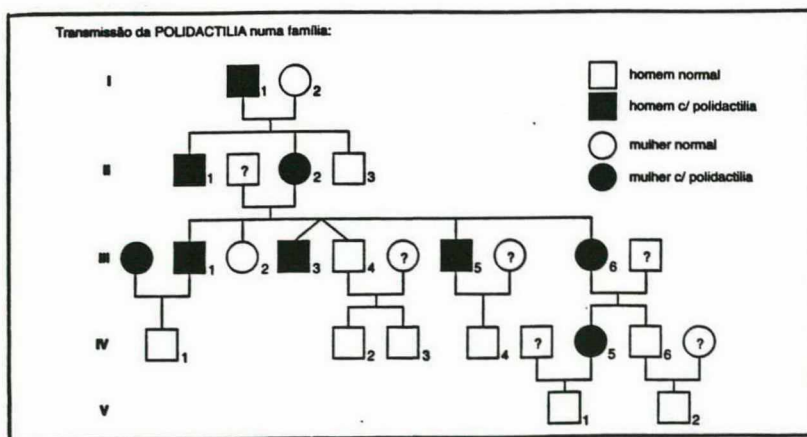 Transmissão da POLIDACTILIA numa família:
I
1
2
homem normal
homem c/ polidactilia
mulher normal
mulher c/ polidactilia
II
1
?
2
3
III
1
2
3
4
?
5
?
6
?
IV
1
2
3
4
?
5
6
?
V
1
2